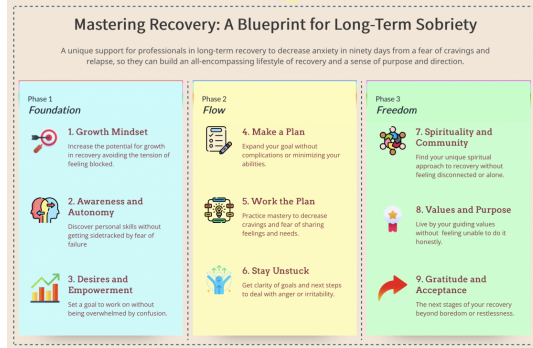 Mastering Recovery: A Blueprint for Long-Term Sobriety
A unique support for professionals in long-term recovery to decrease anxiety in ninety days from a fear of cravings and
relapse, so they can build an all-encompassing lifestyle of recovery and a sense of purpose and direction.
Phase 1
Foundation
1. Growth Mindset
Increase the potential for growth
in recovery avoiding the tension of
feeling blocked.
2. Awareness and
Autonomy
Discover personal skills without
getting sidetracked by fear of
failure
3. Desires and
Empowerment
Set a goal to work on without
being overwhelmed by confusion.
Phase 2
Flow
4. Make a Plan
Expand your goal without
complications or minimizing your
abilities.
5. Work the Plan
Practice mastery to decrease
cravings and fear of sharing
feelings and needs.
6. Stay Unstuck
Get clarity of goals and next steps
to deal with anger or irritability.
Phase 3
Freedom
7. Spirituality and
Community
Find your unique spiritual
approach to recovery without
feeling disconnected or alone.
8. Values and Purpose
Live by your guiding values
without feeling unable to do it
honestly.
9. Gratitude and
Acceptance
The next stages of your recovery
beyond boredom or restlessness.